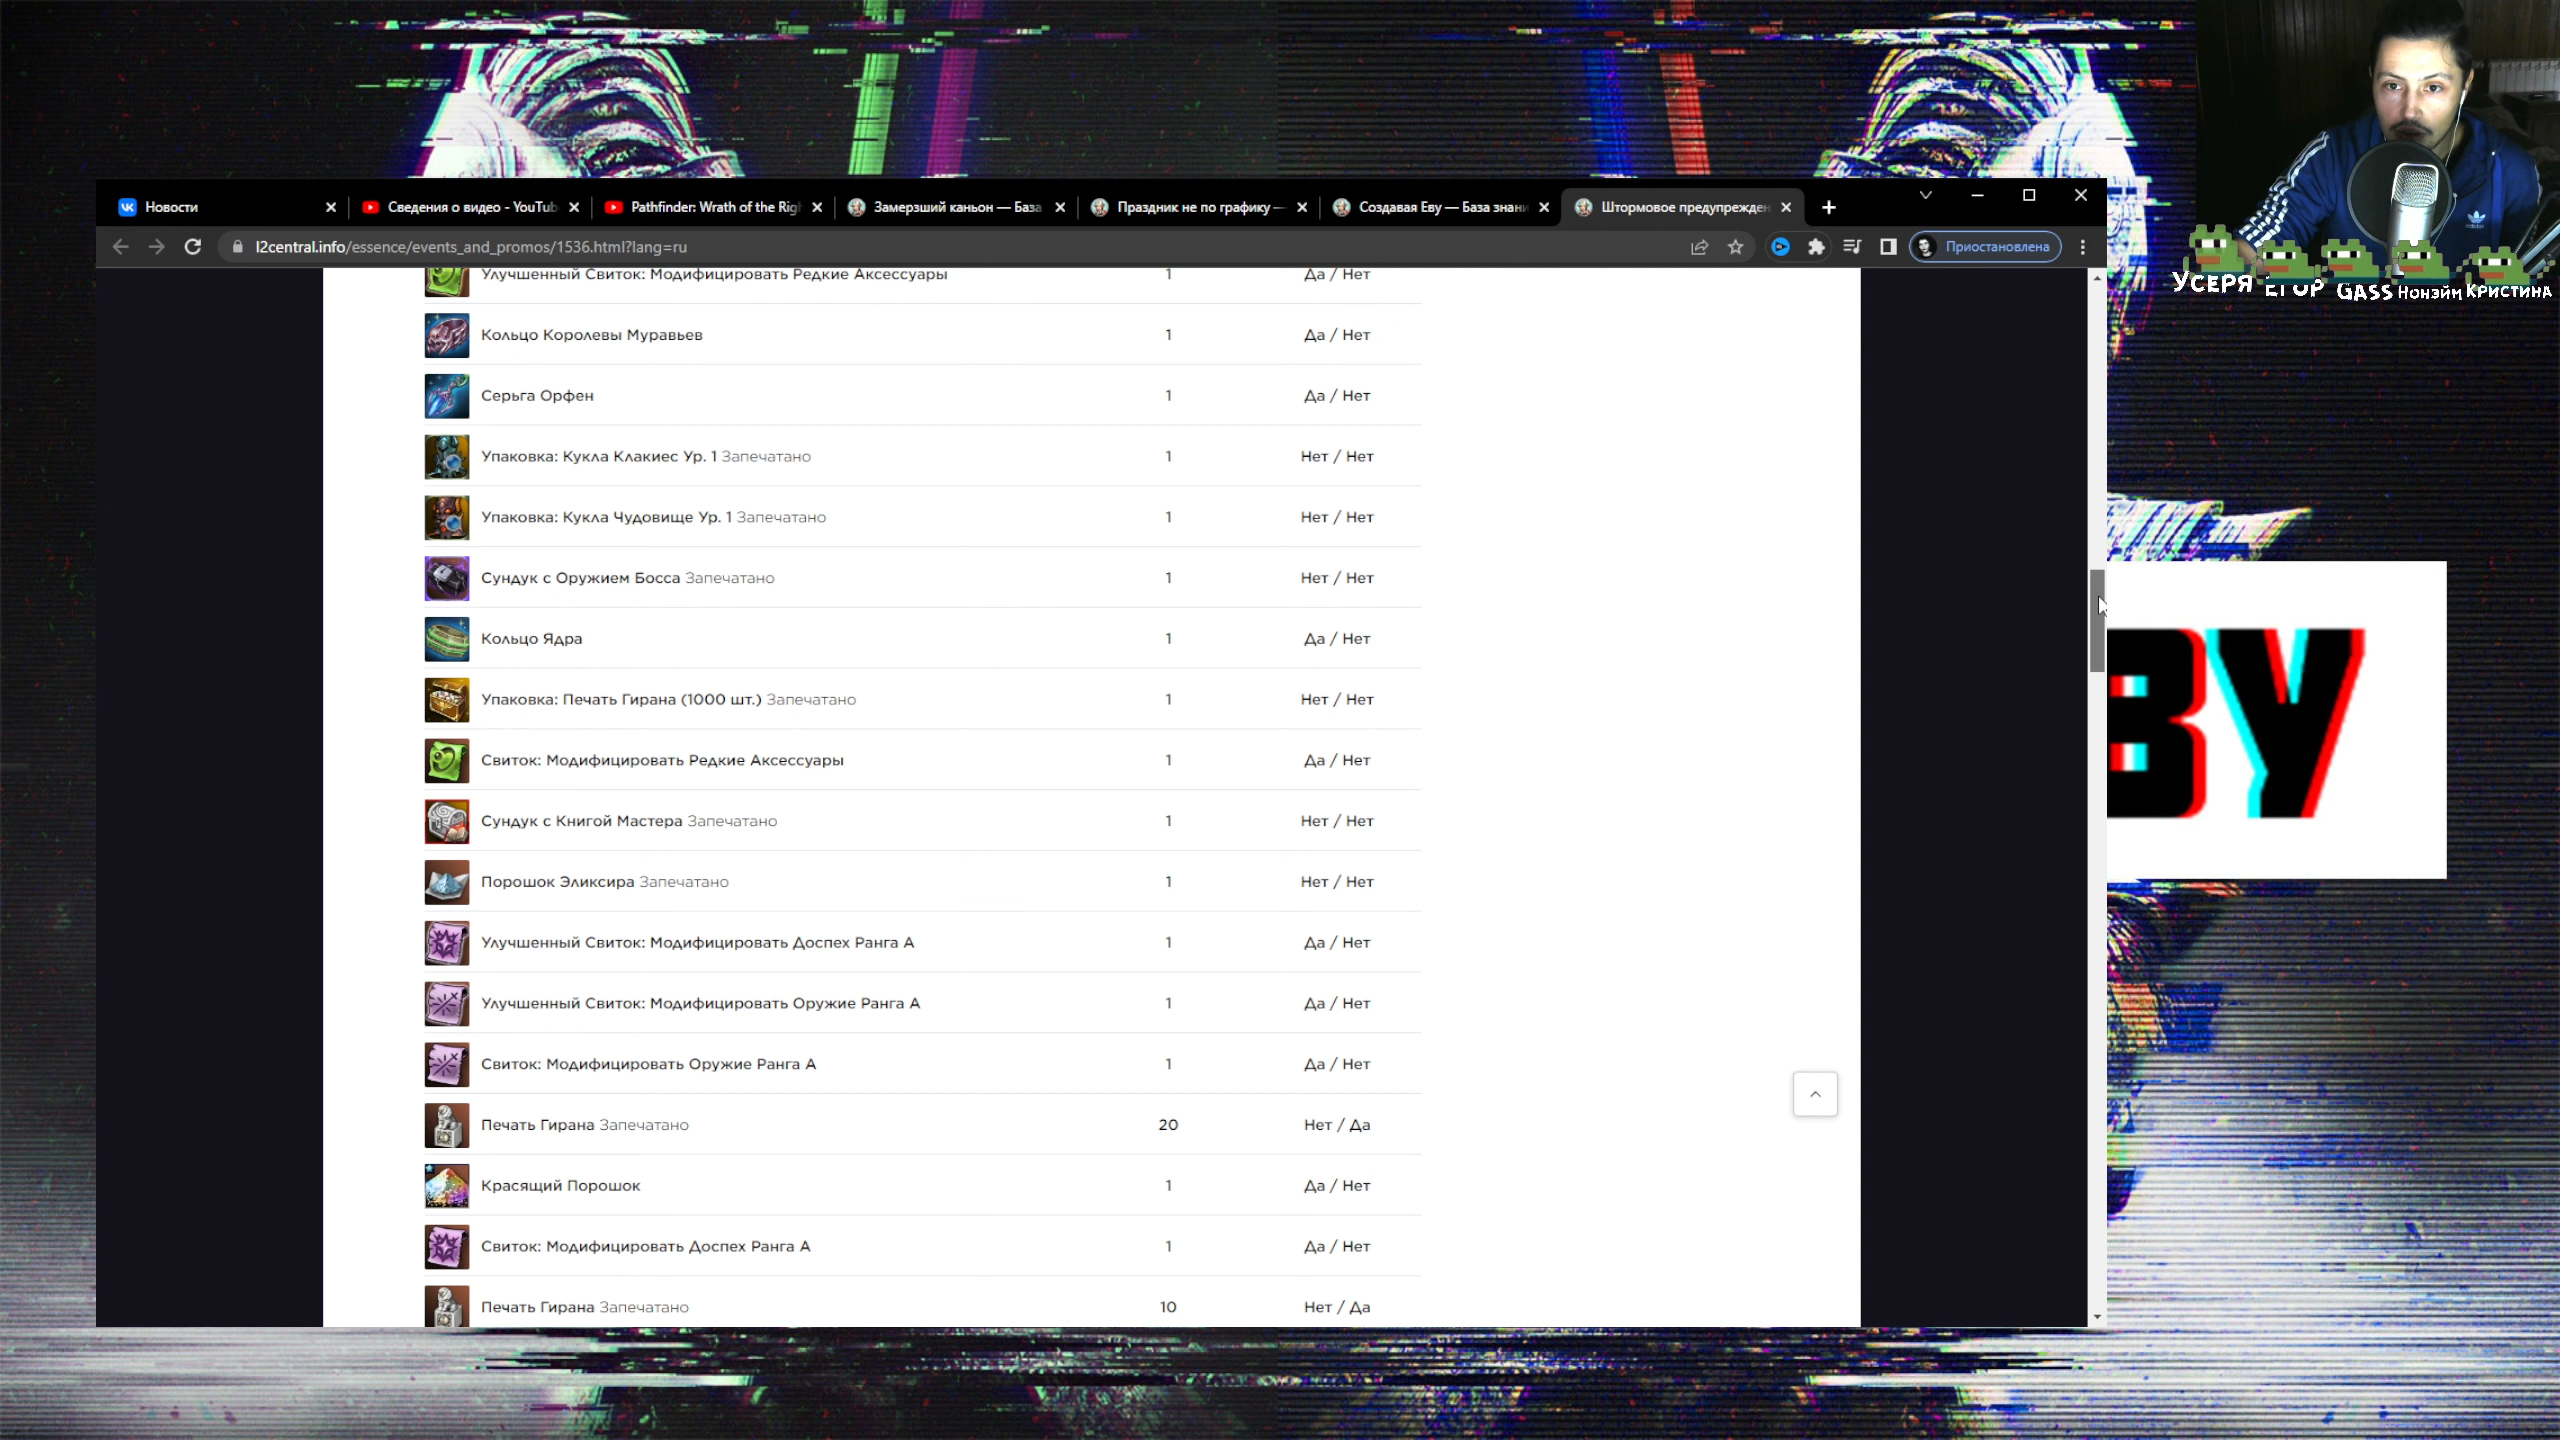 Новости
Сведения о видео - YouTub
Pathfinder: Wrath of the Rig
Замерзший каньон — База
Праздник не по графику —
Создавая Еву — База знан
Штормовое предупрежден
l2central.info/essence/events_and_promos/1536.html?lang=ru
Приостановлена
УСЕРЯ ЕГОР GASS Нонэйм КРИСТИНА
Улучшенный Свиток: Модифицировать Редкие Аксессуары 1 Да / Нет
Кольцо Королевы Муравьев 1 Да / Нет
Серьга Орфен 1 Да / Нет
Упаковка: Кукла Клакиес Ур. 1 Запечатано 1 Нет / Нет
Упаковка: Кукла Чудовище Ур. 1 Запечатано 1 Нет / Нет
Сундук с Оружием Босса Запечатано 1 Нет / Нет
Кольцо Ядра 1 Да / Нет
Упаковка: Печать Гирана (1000 шт.) Запечатано 1 Нет / Нет
Свиток: Модифицировать Редкие Аксессуары 1 Да / Нет
Сундук с Книгой Мастера Запечатано 1 Нет / Нет
Порошок Эликсира Запечатано 1 Нет / Нет
Улучшенный Свиток: Модифицировать Доспех Ранга А 1 Да / Нет
Улучшенный Свиток: Модифицировать Оружие Ранга А 1 Да / Нет
Свиток: Модифицировать Оружие Ранга А 1 Да / Нет
Печать Гирана Запечатано 20 Нет / Да
Красящий Порошок 1 Да / Нет
Свиток: Модифицировать Доспех Ранга А 1 Да / Нет
Печать Гирана Запечатано 10 Нет / Да
BY